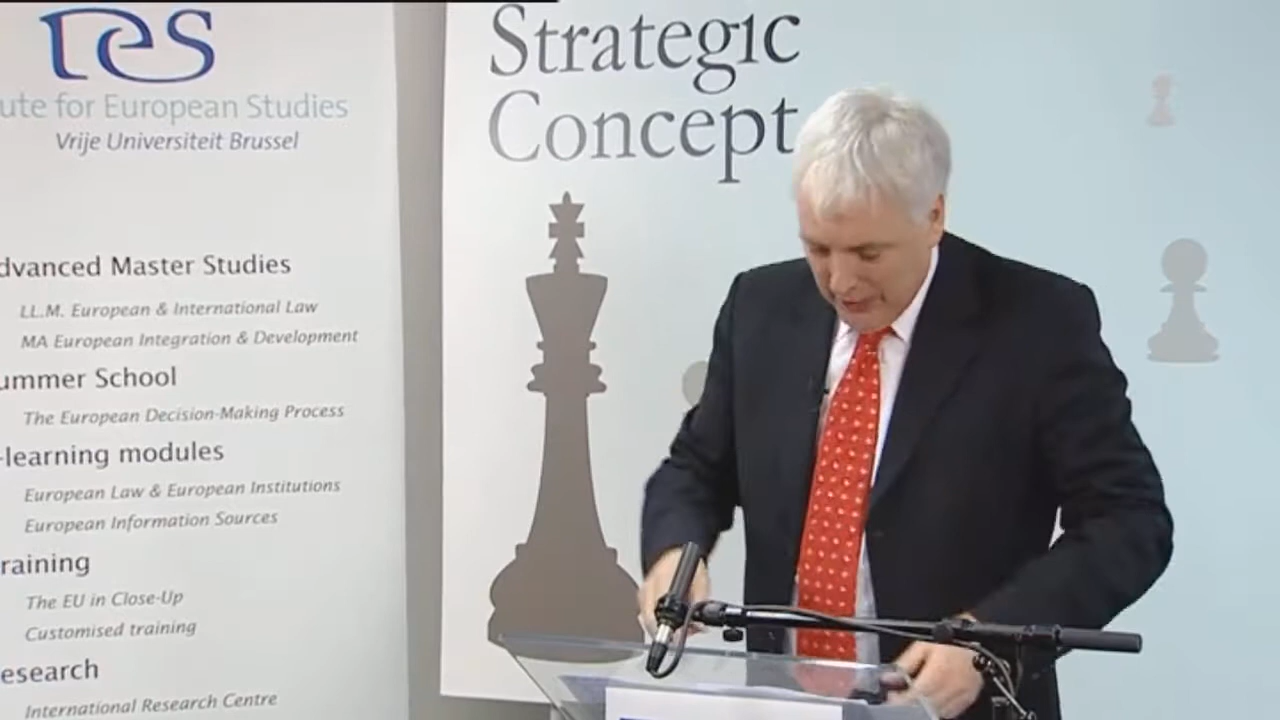 ies
ute for European Studies
Vrije Universiteit Brussel
dvanced Master Studies
LL.M. European & International Law
MA European Integration & Development
ummer School
The European Decision-Making Process
-learning modules
European Law & European Institutions
European Information Sources
raining
The EU in Close-Up
Customised training
esearch
International Research Centre
Strategic
Concept